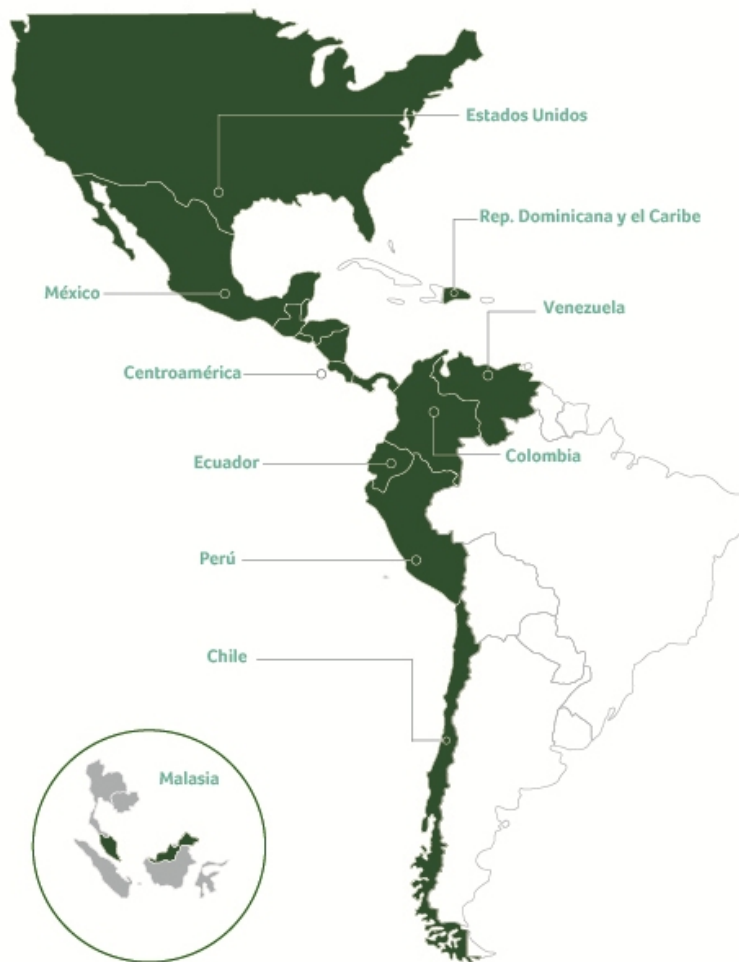 Estados Unidos
Rep. Dominicana y el Caribe
México
Venezuela
Centroamérica
Colombia
Ecuador
Perú
Chile
Malasia